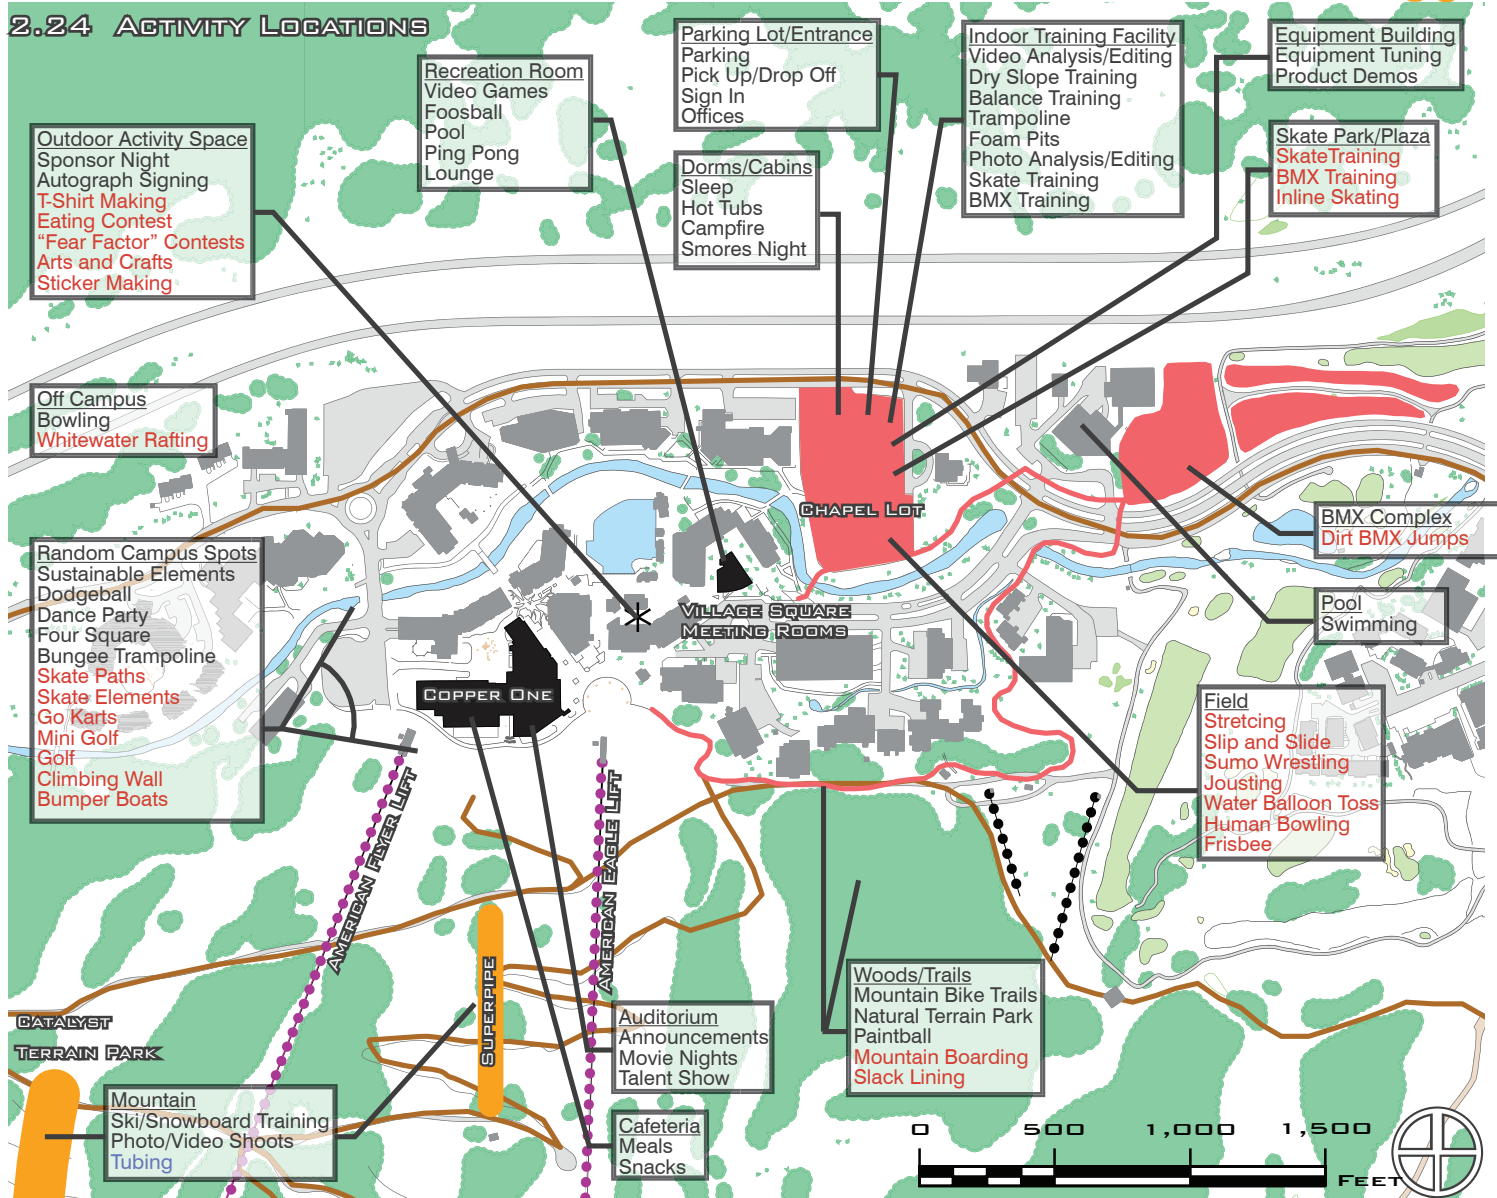 2.24 Activity Locations
Outdoor Activity Space
Sponsor Night
Autograph Signing
T-Shirt Making
Eating Contest
“Fear Factor” Contests
Arts and Crafts
Sticker Making
Recreation Room
Video Games
Foosball
Pool
Ping Pong
Lounge
Parking Lot/Entrance
Parking
Pick Up/Drop Off
Sign In
Offices
Dorms/Cabins
Sleep
Hot Tubs
Campfire
Smores Night
Indoor Training Facility
Video Analysis/Editing
Dry Slope Training
Balance Training
Trampoline
Foam Pits
Photo Analysis/Editing
Skate Training
BMX Training
Equipment Building
Equipment Tuning
Product Demos
Skate Park/Plaza
SkateTraining
BMX Training
Inline Skating
Off Campus
Bowling
Whitewater Rafting
Chapel Lot
BMX Complex
Dirt BMX Jumps
Random Campus Spots
Sustainable Elements
Dodgeball
Dance Party
Four Square
Bungee Trampoline
Skate Paths
Skate Elements
Go Karts
Mini Golf
Golf
Climbing Wall
Bumper Boats
Village Square
Meeting Rooms
Pool
Swimming
Copper One
Field
Stretcing
Slip and Slide
Sumo Wrestling
Jousting
Water Balloon Toss
Human Bowling
Frisbee
American Flyer Lift
American Eagle Lift
Superpipe
Catalyst
Terrain Park
Woods/Trails
Mountain Bike Trails
Natural Terrain Park
Paintball
Mountain Boarding
Slack Lining
Auditorium
Announcements
Movie Nights
Talent Show
Mountain
Ski/Snowboard Training
Photo/Video Shoots
Tubing
Cafeteria
Meals
Snacks
0 500 1,000 1,500
Feet